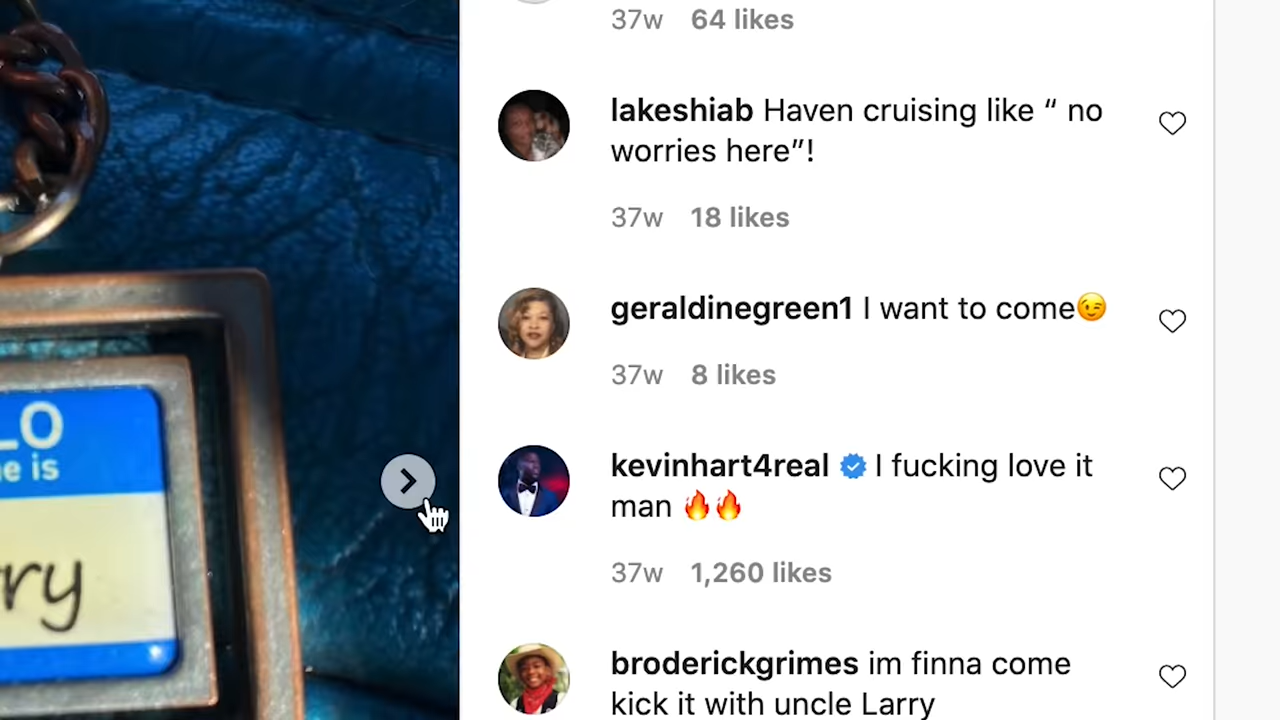 37w 64 likes
lakeshiab Haven cruising like “ no
worries here”!
37w 18 likes
geraldinegreen1 I want to come😉
37w 8 likes
kevinhart4real I fucking love it
man 🔥🔥
37w 1,260 likes
broderickgrimes im finna come
kick it with uncle Larry
LO
e is
ry